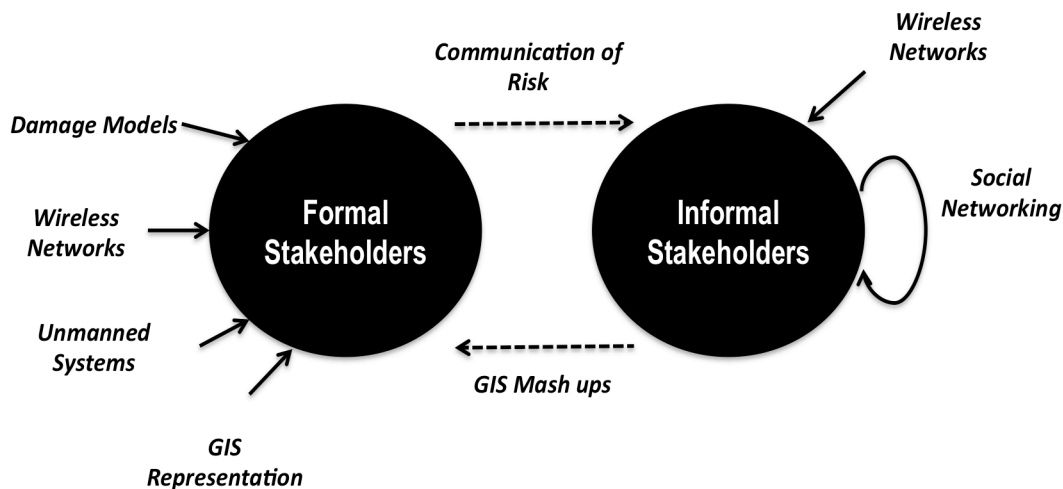 Communication of
Risk
Wireless
Networks
Damage Models
Formal
Stakeholders
Informal
Stakeholders
Social
Networking
Wireless
Networks
Unmanned
Systems
GIS Mash ups
GIS
Representation